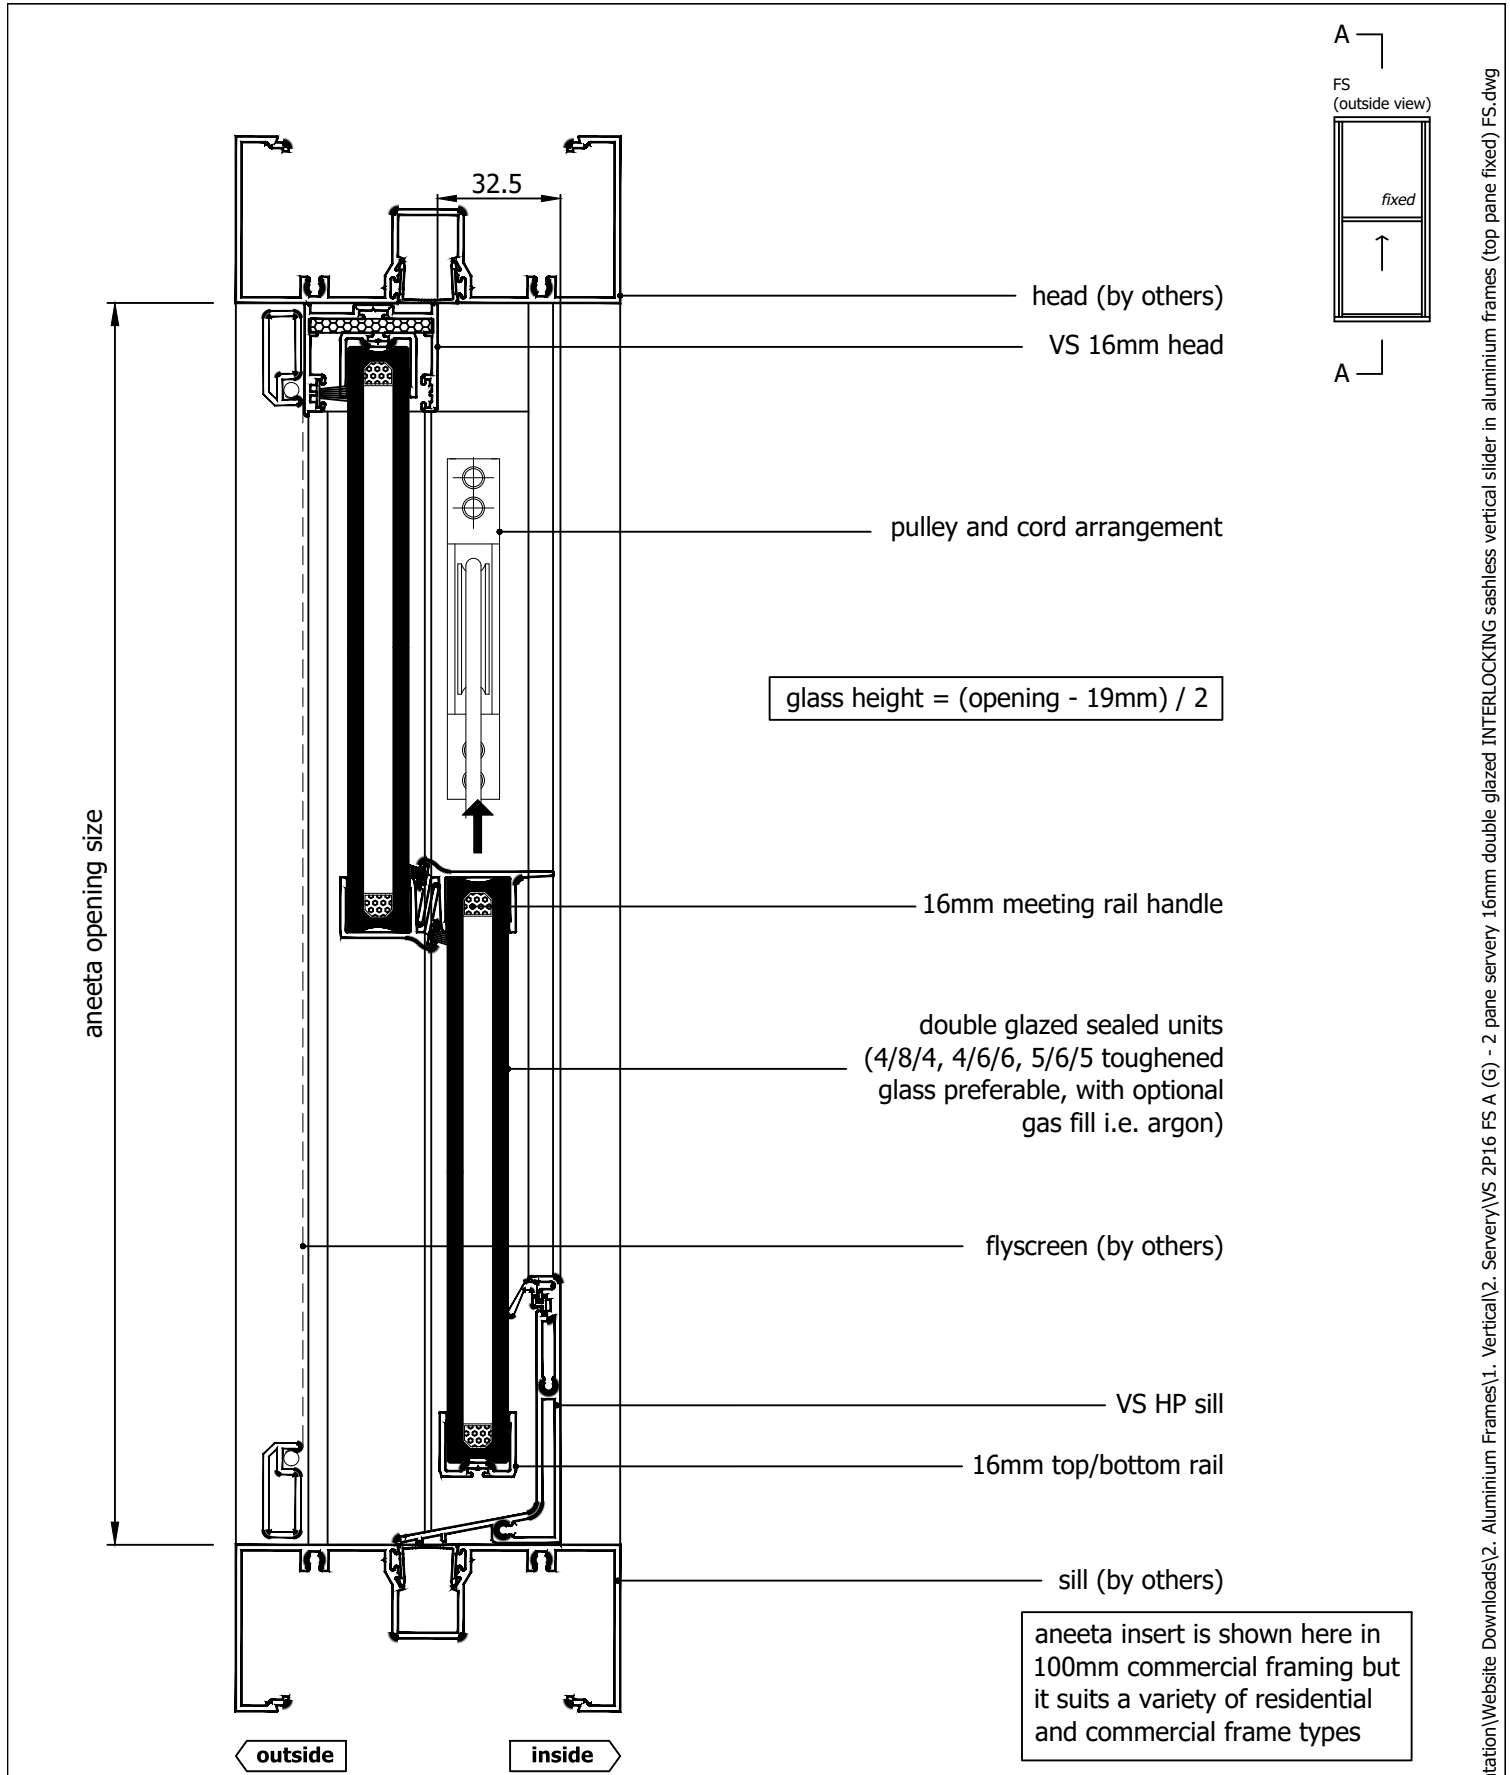 A
FS
(outside view)
fixed
A
32.5
head (by others)
VS 16mm head
pulley and cord arrangement
glass height = (opening - 19mm) / 2
aneeta opening size
16mm meeting rail handle
double glazed sealed units
(4/8/4, 4/6/6, 5/6/5 toughened
glass preferable, with optional
gas fill i.e. argon)
flyscreen (by others)
VS HP sill
16mm top/bottom rail
sill (by others)
aneeta insert is shown here in
100mm commercial framing but
it suits a variety of residential
and commercial frame types
outside
inside
ntation\Website Downloads\2. Aluminium Frames\1. Vertical\2. Servery\VS 2P16 FS A (G) - 2 pane servery 16mm double glazed INTERLOCKING sashless vertical slider in aluminium frames (top pane fixed) FS.dwg